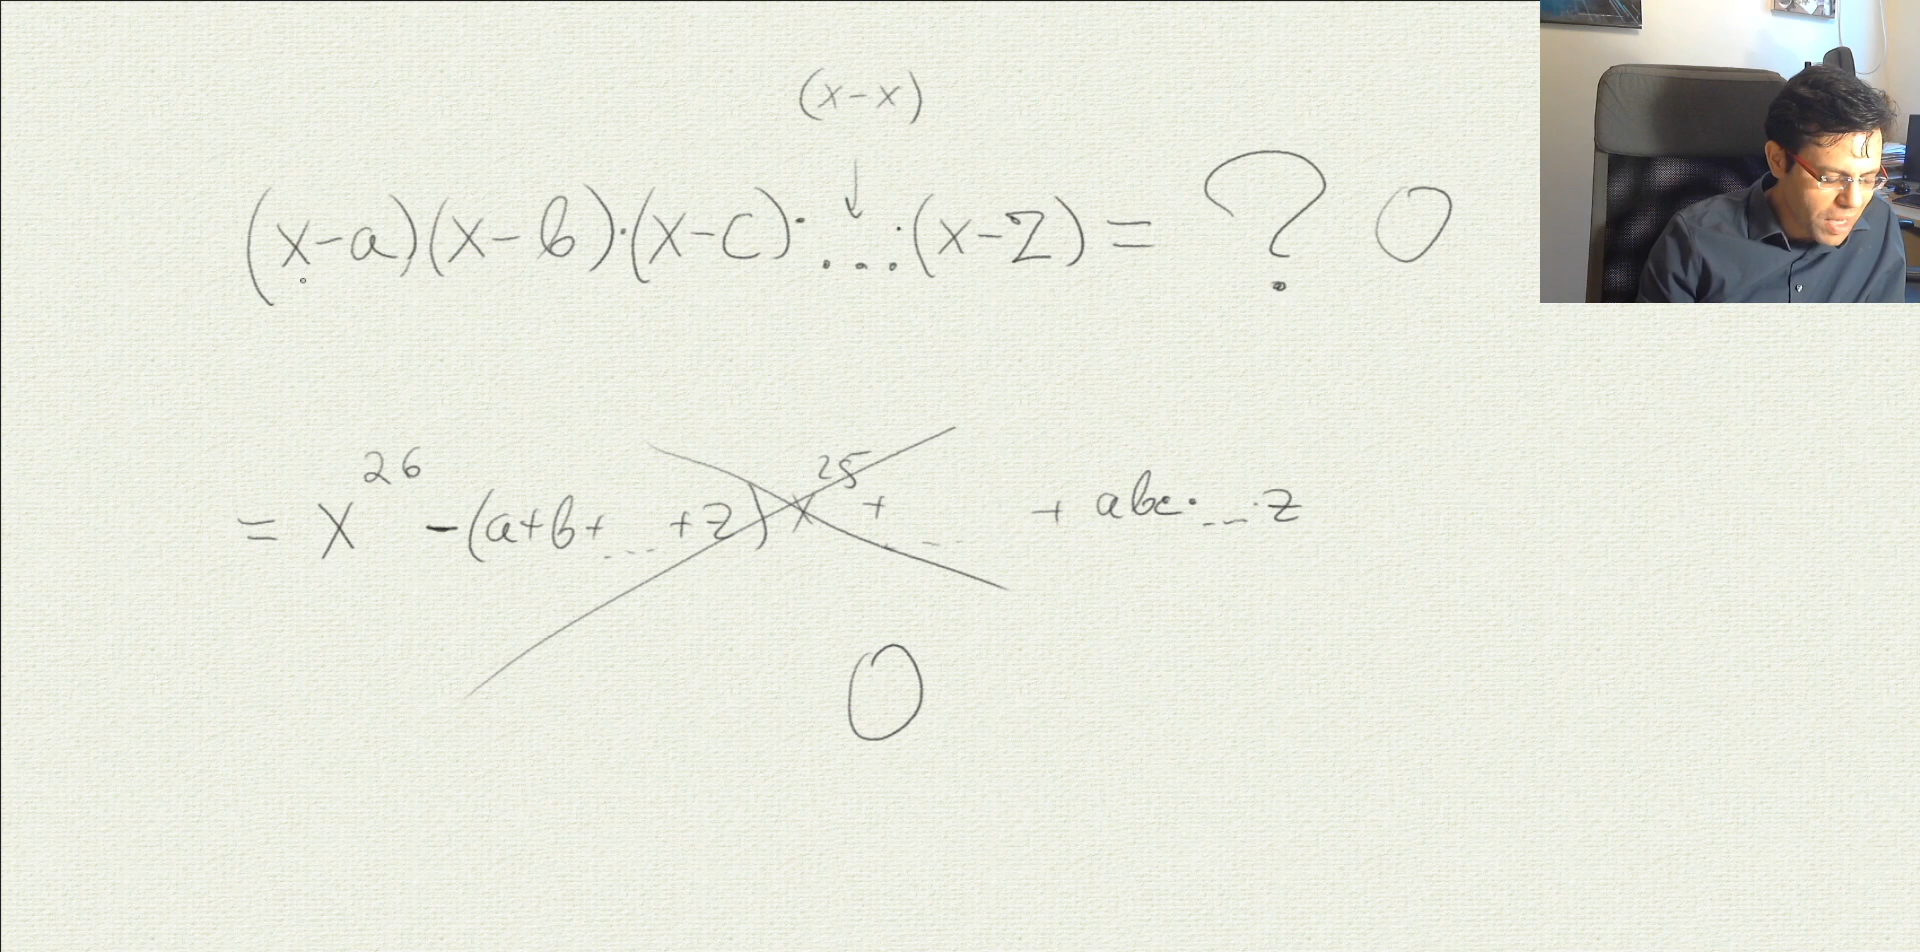 (x-x)
(x-a)(x-b)·(x-c)·...·(x-z)= ? 0
= x^26 -(a+b+...+z)x^25+... + abc·...·z
0